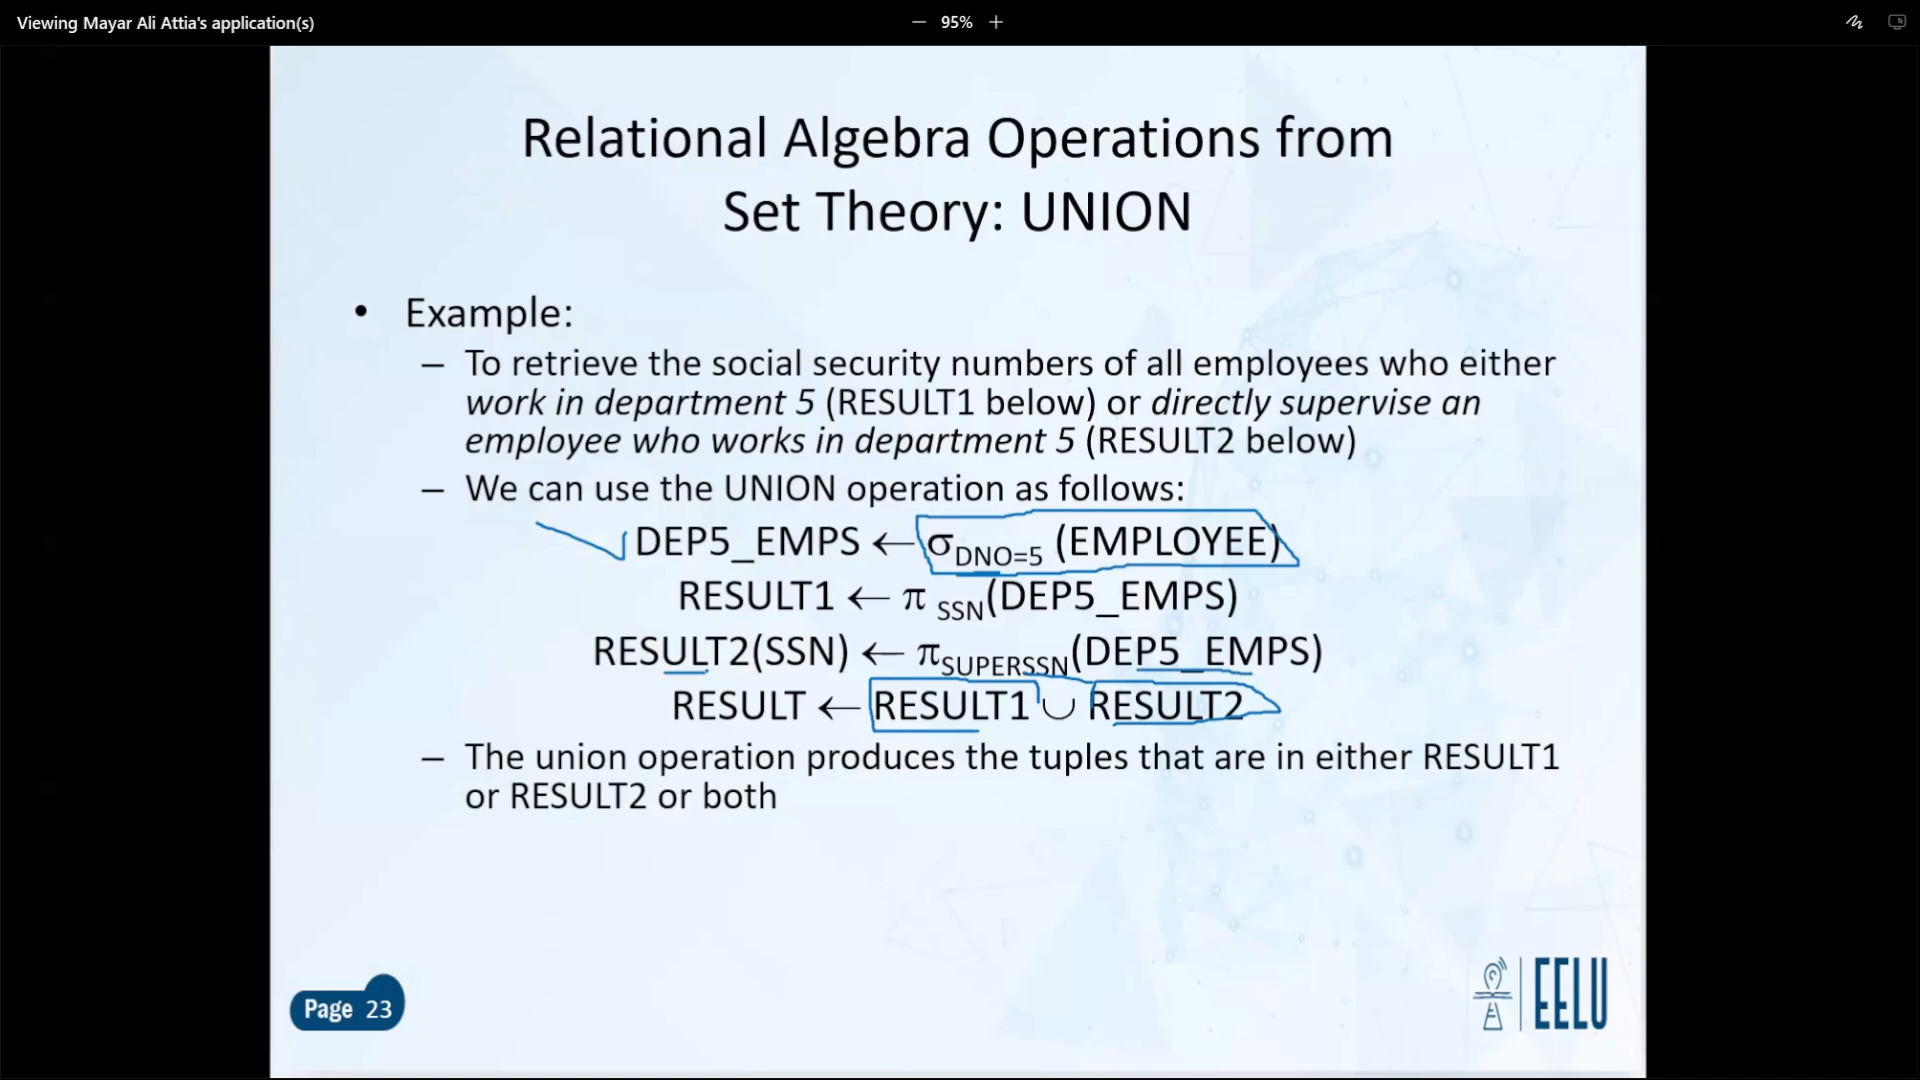 Viewing Mayar Ali Attia's application(s)
— 95% +
Relational Algebra Operations from
Set Theory: UNION
• Example:
– To retrieve the social security numbers of all employees who either
work in department 5 (RESULT1 below) or directly supervise an
employee who works in department 5 (RESULT2 below)
– We can use the UNION operation as follows:
DEP5_EMPS ← σDNO=5 (EMPLOYEE)
RESULT1 ← π SSN(DEP5_EMPS)
RESULT2(SSN) ← πSUPERSSN(DEP5_EMPS)
RESULT ← RESULT1 ∪ RESULT2
– The union operation produces the tuples that are in either RESULT1
or RESULT2 or both
Page 23
EELU